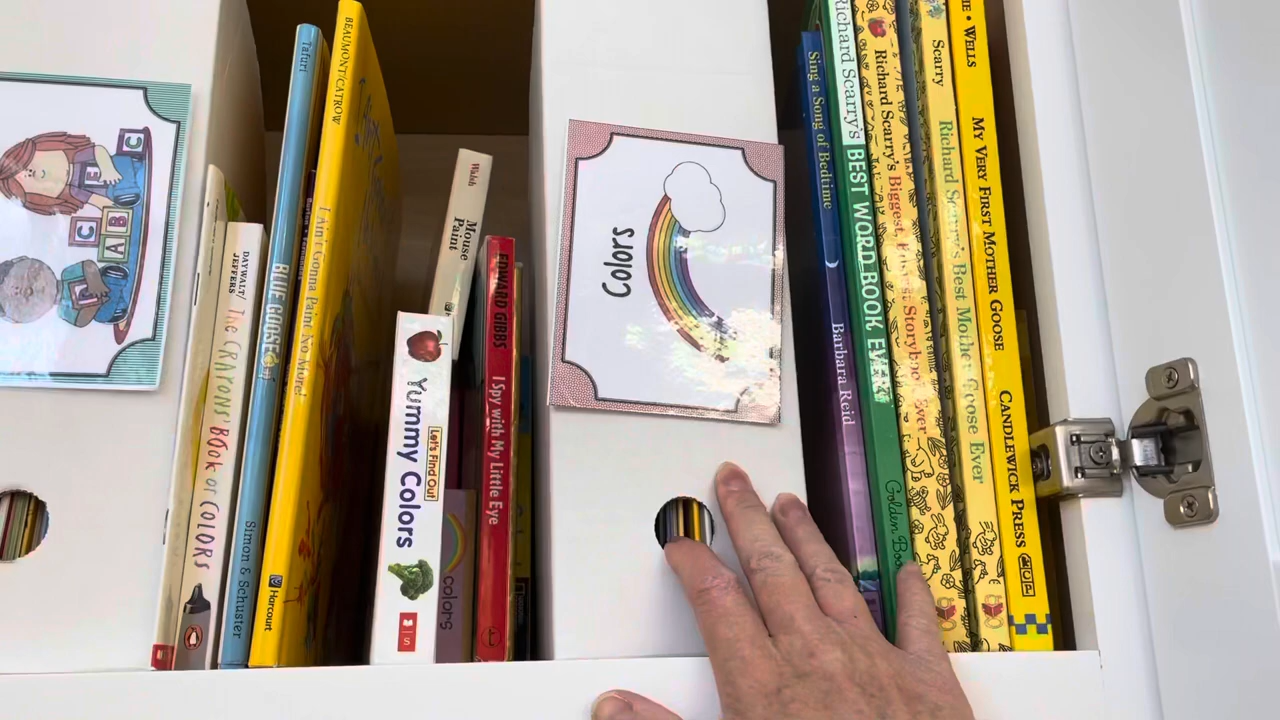 C
E
F
C
ABC
F
DAYWALT/
JEFFERS
The CRAYONS' BOOK OF COLORS
Tafuri
BLUE GOOSE
Simon & Schuster
BEAUMONT/CATROW
I Ain't Gonna Paint No More!
Harcourt
Walsh
Mouse
Paint
Let's Find Out
Yummy Colors
colors
EDWARD GIBBS
I Spy with My Little Eye
Colors
Sing a Song of Bedtime
Barbara Reid
Richard Scarry's BEST WORD BOOK EVER!
Golden Boo
Richard Scarry's Biggest, Storybook Ever
Scarry
Richard Scarry's Best Mother Goose Ever
IE • WELLS
MY VERY FIRST MOTHER GOOSE
CANDLEWICK PRESS